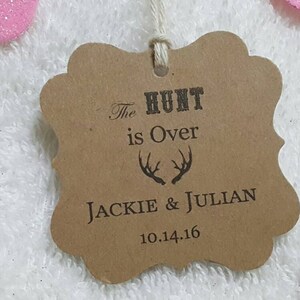 The HUNT
is Over
JACKIE & JULIAN
10.14.16